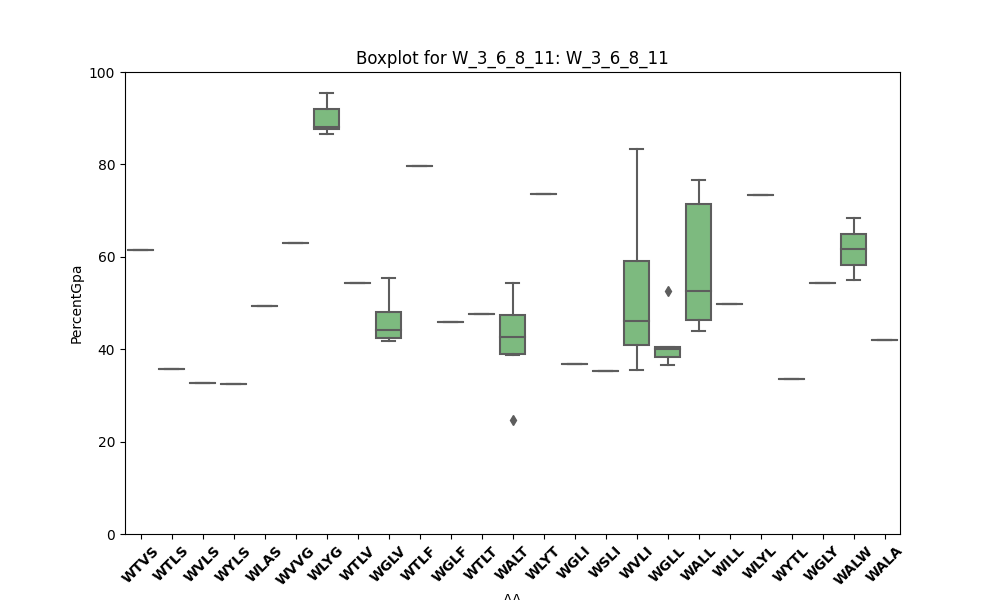 Boxplot for W_3_6_8_11: W_3_6_8_11
100
80
60
40
20
0
PercentGpa
WTVS
WTLS
WVLS
WYLS
WLAS
WVVG
WLYG
WTLV
WGLV
WTLF
WGLF
WTLT
WALT
WLYT
WGLI
WSLI
WVLI
WGLL
WALL
WILL
WLYL
WYTL
WGLY
WALW
WALA
AA